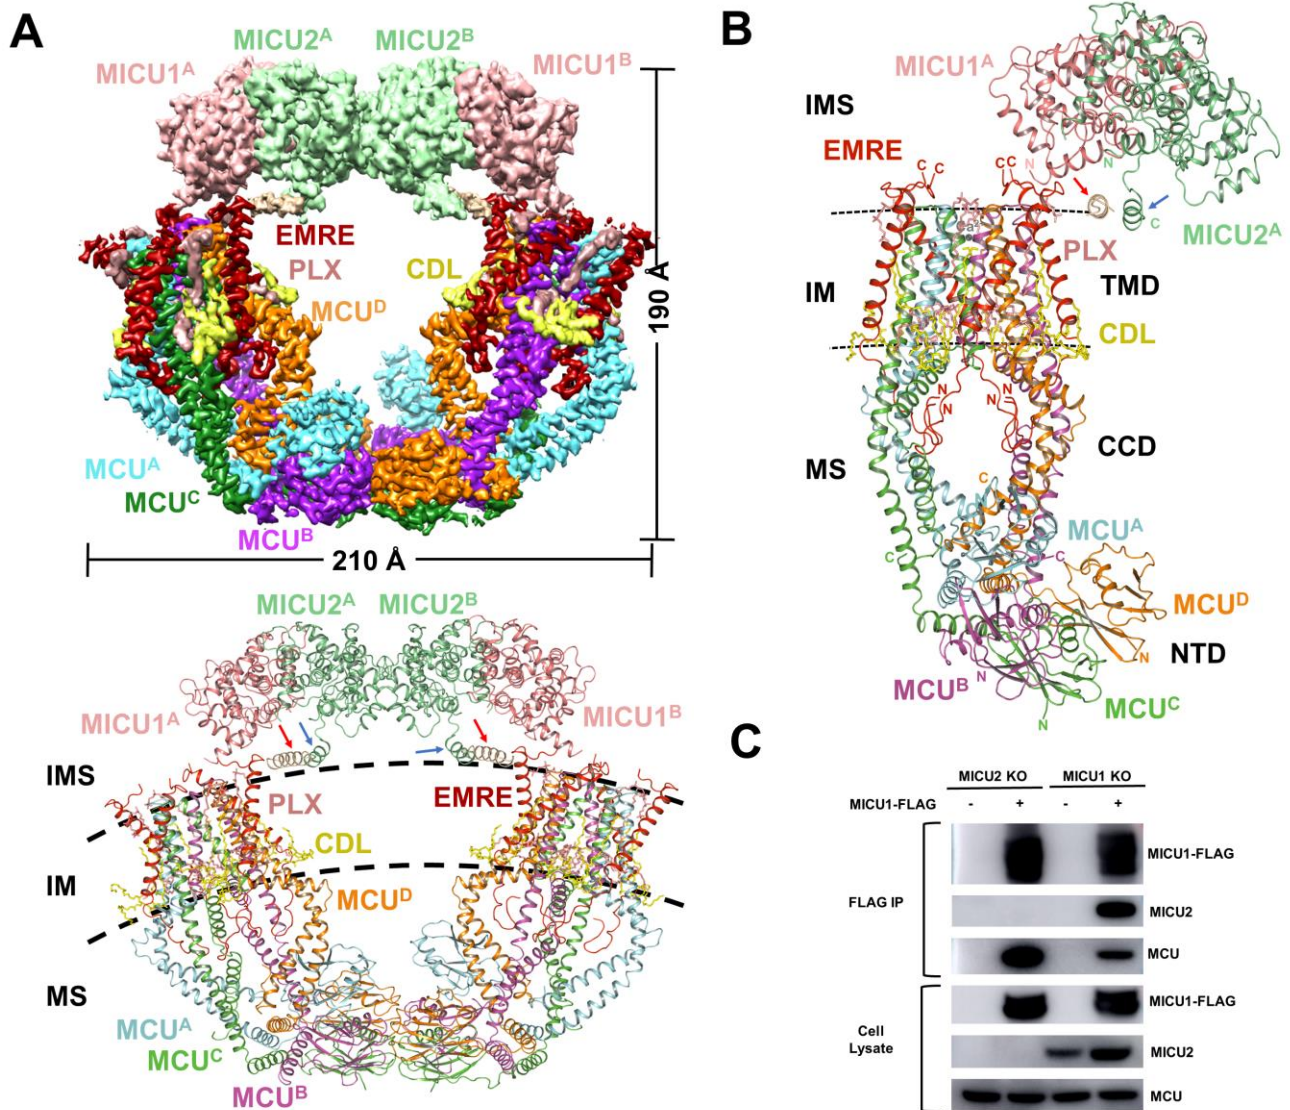 A
MICU2ᴬ MICU2ᴮ
MICU1ᴬ
MICU1ᴮ
EMRE
PLX
CDL
MCUᴰ
190 Å
MCUᴬ
MCUᶜ
MCUᴮ
210 Å
MICU2ᴬ MICU2ᴮ
MICU1ᴬ
MICU1ᴮ
IMS
PLX
EMRE
CDL
IM
MCUᴰ
MS
MCUᴬ
MCUᶜ
MCUᴮ
B
MICU1ᴬ
IMS
EMRE
C
C
CC
N
N
C
MICU2ᴬ
PLX
TMD
IM
CDL
N
N
N
N
MS
CCD
C
MCUᴬ
C
C
MCUᴰ
N
NTD
MCUᴮ
N
MCUᶜ
N
C
MICU2 KO MICU1 KO
MICU1-FLAG - + - +
MICU1-FLAG
FLAG IP
MICU2
MCU
MICU1-FLAG
Cell
Lysate
MICU2
MCU